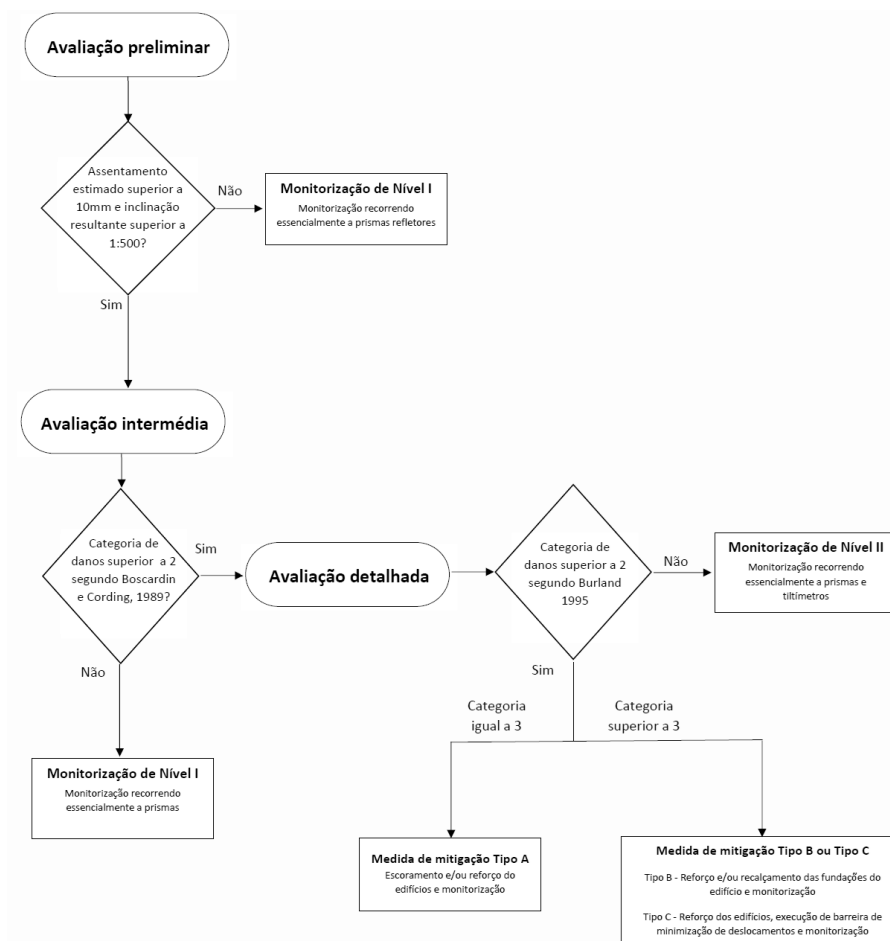 Avaliação preliminar
Assentamento
estimado superior a
10mm e inclinação
resultante superior a
1:500?
Não
Monitorização de Nível I
Monitorização recorrendo
essencialmente a prismas refletores
Sim
Avaliação intermédia
Categoria de
danos superior a 2
segundo Boscardin
e Cording, 1989?
Sim
Avaliação detalhada
Categoria de
danos superior a 2
segundo Burland
1995
Não
Monitorização de Nível II
Monitorização recorrendo
essencialmente a prismas e
tiltímetros
Não
Monitorização de Nível I
Monitorização recorrendo
essencialmente a prismas
Sim
Categoria
igual a 3
Categoria
superior a 3
Medida de mitigação Tipo A
Escoramento e/ou reforço do
edifícios e monitorização
Medida de mitigação Tipo B ou Tipo C
Tipo B - Reforço e/ou recalçamento das fundações do
edifício e monitorização
Tipo C - Reforço dos edifícios, execução de barreira de
minimização de deslocamentos e monitorização